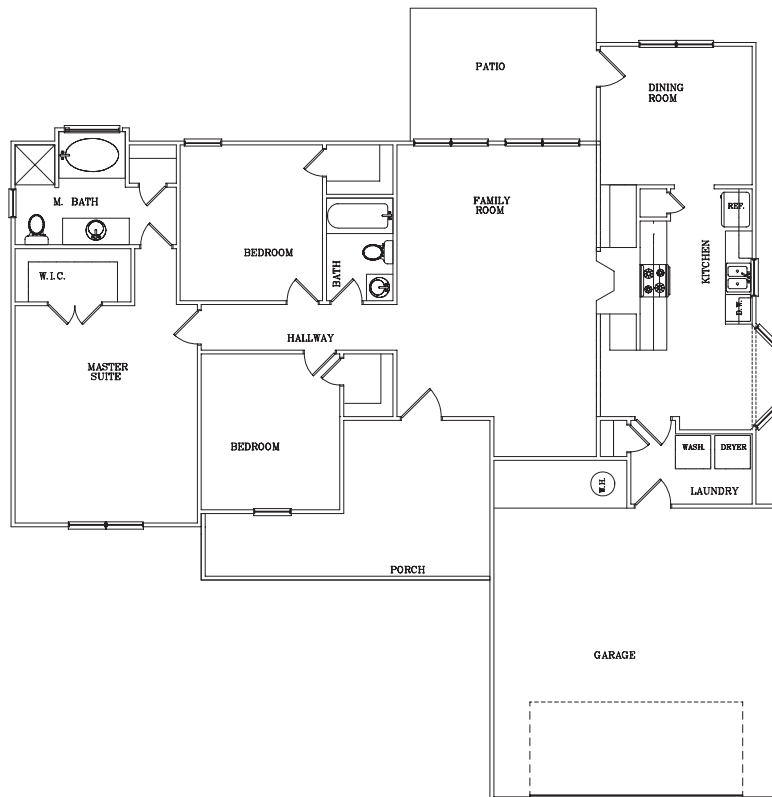 PATIO
DINING
ROOM
M. BATH
FAMILY
ROOM
REF.
BEDROOM
BATH
KITCHEN
W.I.C.
D.W.
HALLWAY
MASTER
SUITE
BEDROOM
WASH.
DRYER
W.H.
LAUNDRY
PORCH
GARAGE